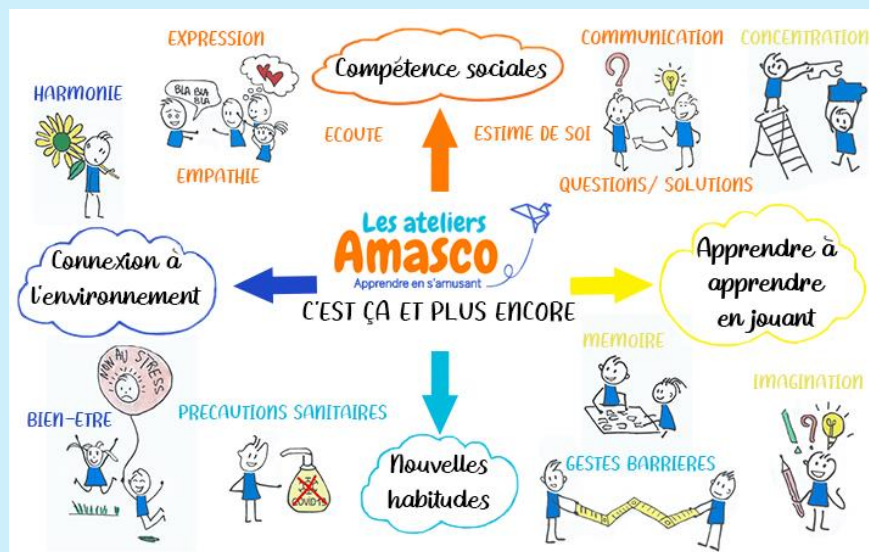 EXPRESSION
Compétence sociales
COMMUNICATION
CONCENTRATION
HARMONIE
BLA BLA
BLA
ECOUTE
ESTIME DE SOI
EMPATHIE
QUESTIONS/ SOLUTIONS
Les ateliers
Amasco
Apprendre en s'amusant
C'EST ÇA ET PLUS ENCORE
Connexion à
l'environnement
Apprendre à
apprendre
en jouant
MEMOIRE
IMAGINATION
NON AU STRESS
BIEN-ETRE
PRECAUTIONS SANITAIRES
COVID19
Nouvelles
habitudes
GESTES BARRIERES